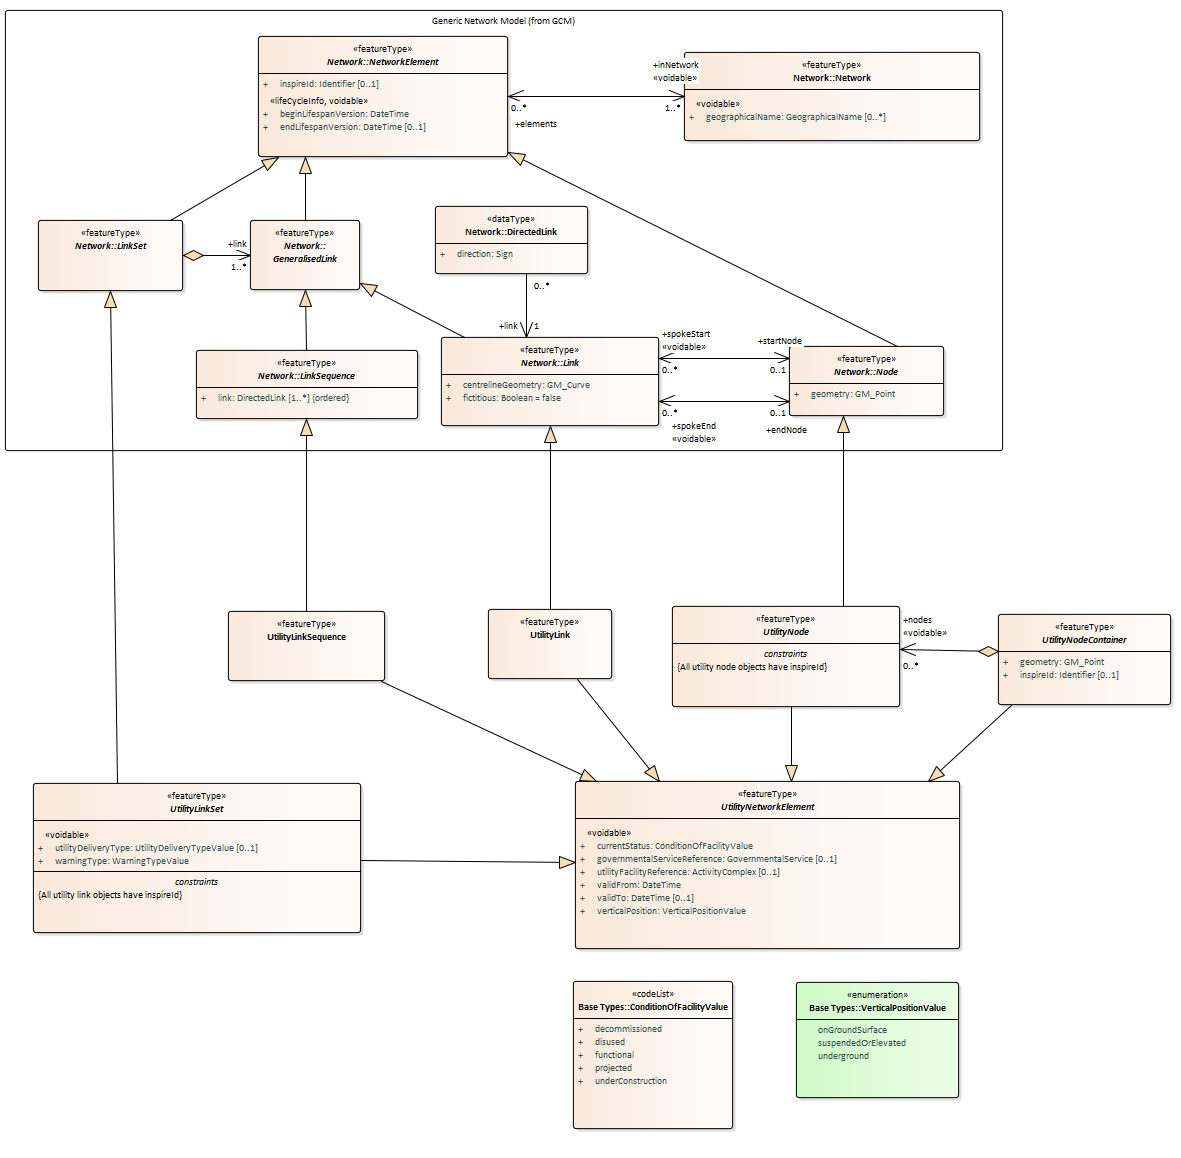 Generic Network Model (from GCM)
«featureType»
Network::NetworkElement
+ inspireId: Identifier [0..1]
«lifeCycleInfo, voidable»
+ beginLifespanVersion: DateTime
+ endLifespanVersion: DateTime [0..1]
+inNetwork
«voidable»
0..*
1..*
+elements
«featureType»
Network::Network
«voidable»
+ geographicalName: GeographicalName [0..*]
«featureType»
Network::LinkSet
+link
1..*
«featureType»
Network::
GeneralisedLink
«dataType»
Network::DirectedLink
+ direction: Sign
0..*
+link
1
«featureType»
Network::LinkSequence
+ link: DirectedLink [1..*] {ordered}
«featureType»
Network::Link
+ centrelineGeometry: GM_Curve
+ fictitious: Boolean = false
+spokeStart
«voidable»
0..*
+startNode
0..1
0..*
+spokeEnd
«voidable»
0..1
+endNode
«featureType»
Network::Node
+ geometry: GM_Point
«featureType»
UtilityLinkSequence
«featureType»
UtilityLink
«featureType»
UtilityNode
constraints
{All utility node objects have inspireId}
+nodes
«voidable»
0..*
«featureType»
UtilityNodeContainer
+ geometry: GM_Point
+ inspireId: Identifier [0..1]
«featureType»
UtilityLinkSet
«voidable»
+ utilityDeliveryType: UtilityDeliveryTypeValue [0..1]
+ warningType: WarningTypeValue
constraints
{All utility link objects have inspireId}
«featureType»
UtilityNetworkElement
«voidable»
+ currentStatus: ConditionOfFacilityValue
+ governmentalServiceReference: GovernmentalService [0..1]
+ utilityFacilityReference: ActivityComplex [0..1]
+ validFrom: DateTime
+ validTo: DateTime [0..1]
+ verticalPosition: VerticalPositionValue
«codeList»
Base Types::ConditionOfFacilityValue
+ decommissioned
+ disused
+ functional
+ projected
+ underConstruction
«enumeration»
Base Types::VerticalPositionValue
onGroundSurface
suspendedOrElevated
underground